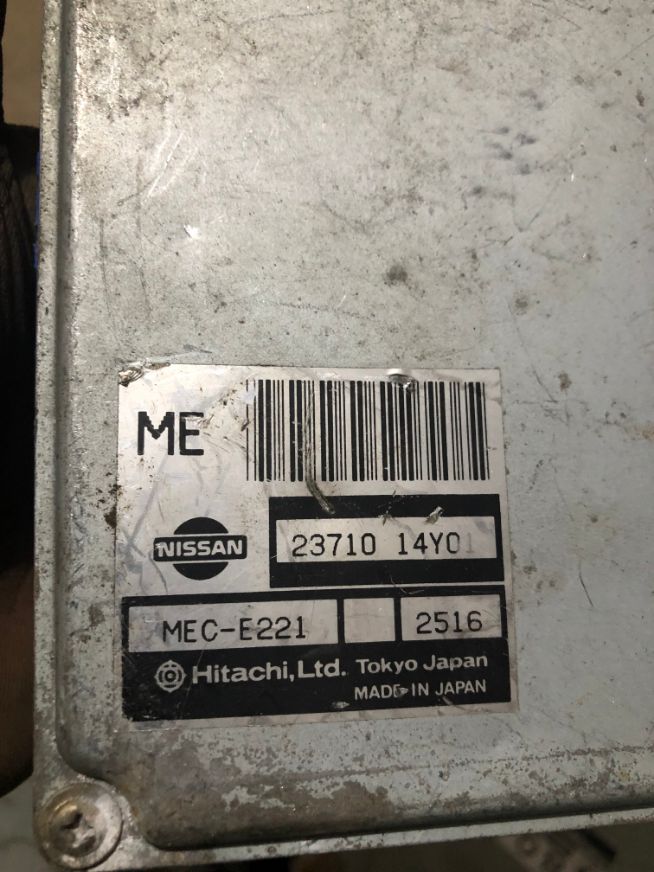 ME
NISSAN
23710 14Y01
MEC-E221 2516
Hitachi,Ltd. Tokyo Japan
MADE IN JAPAN